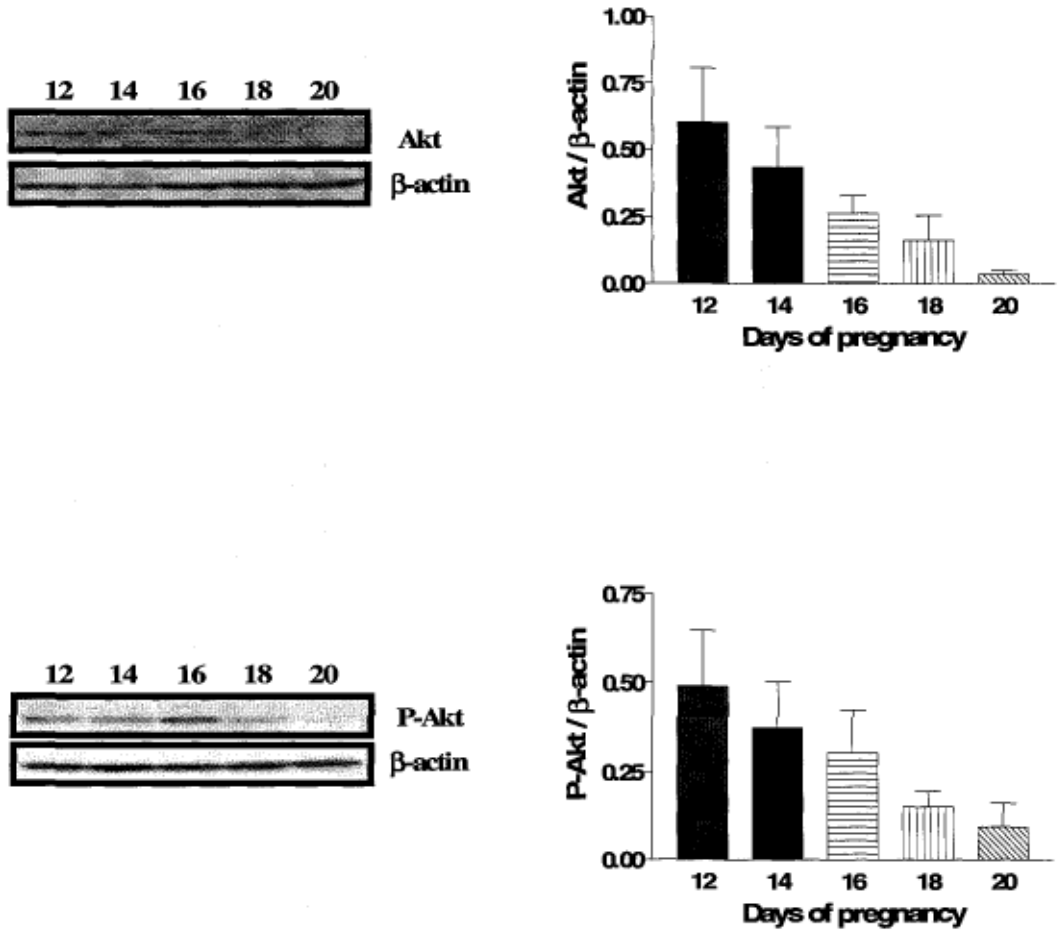 12 14 16 18 20
Akt
β-actin
1.00
0.75
0.50
0.25
0.00
Akt / β-actin
12 14 16 18 20
Days of pregnancy
12 14 16 18 20
P-Akt
β-actin
0.75
0.50
0.25
0.00
P-Akt / β-actin
12 14 16 18 20
Days of pregnancy